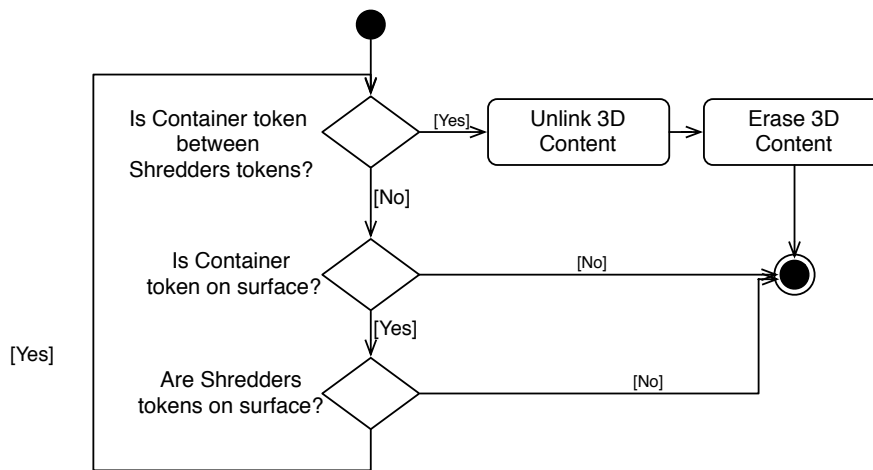 Is Container token
between
Shredders tokens?
[Yes]
Unlink 3D
Content
Erase 3D
Content
[No]
Is Container
token on surface?
[No]
[Yes]
[Yes]
Are Shredders
tokens on surface?
[No]